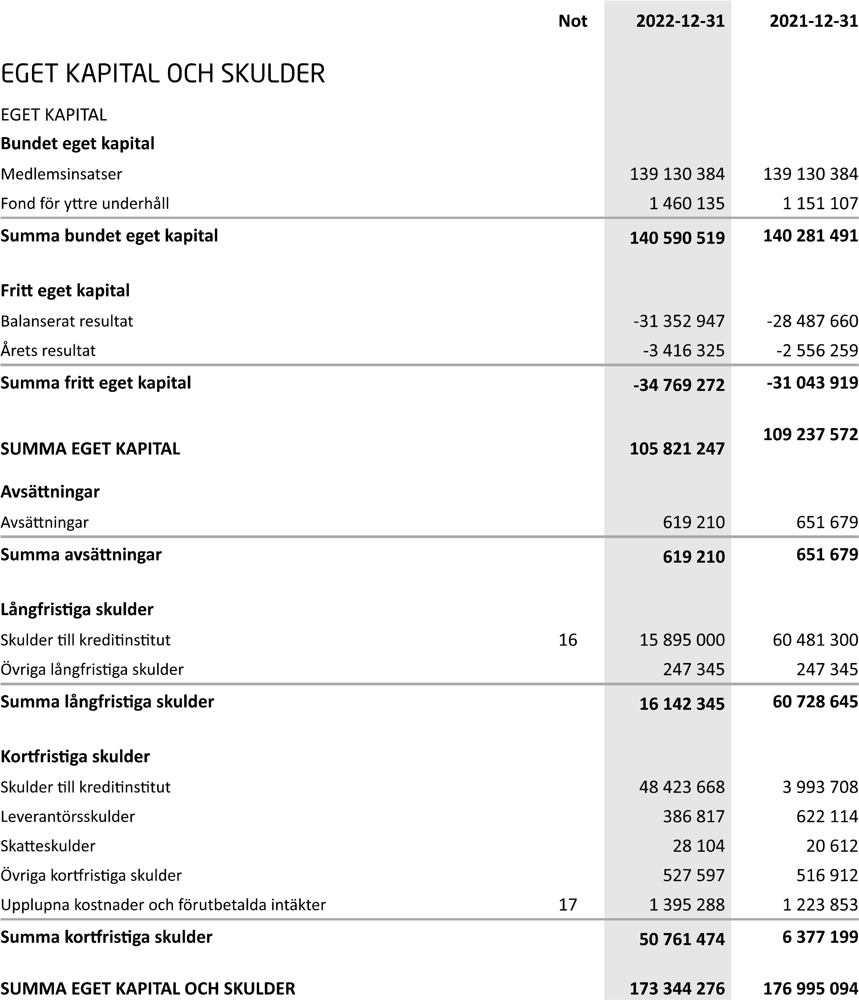 Not 2022-12-31 2021-12-31
EGET KAPITAL OCH SKULDER
EGET KAPITAL
Bundet eget kapital
Medlemsinsatser 139 130 384 139 130 384
Fond för yttre underhåll 1 460 135 1 151 107
Summa bundet eget kapital 140 590 519 140 281 491
Fritt eget kapital
Balanserat resultat -31 352 947 -28 487 660
Årets resultat -3 416 325 -2 556 259
Summa fritt eget kapital -34 769 272 -31 043 919
SUMMA EGET KAPITAL 105 821 247 109 237 572
Avsättningar
Avsättningar 619 210 651 679
Summa avsättningar 619 210 651 679
Långfristiga skulder
Skulder till kreditinstitut 16 15 895 000 60 481 300
Övriga långfristiga skulder 247 345 247 345
Summa långfristiga skulder 16 142 345 60 728 645
Kortfristiga skulder
Skulder till kreditinstitut 48 423 668 3 993 708
Leverantörsskulder 386 817 622 114
Skatteskulder 28 104 20 612
Övriga kortfristiga skulder 527 597 516 912
Upplupna kostnader och förutbetalda intäkter 17 1 395 288 1 223 853
Summa kortfristiga skulder 50 761 474 6 377 199
SUMMA EGET KAPITAL OCH SKULDER 173 344 276 176 995 094